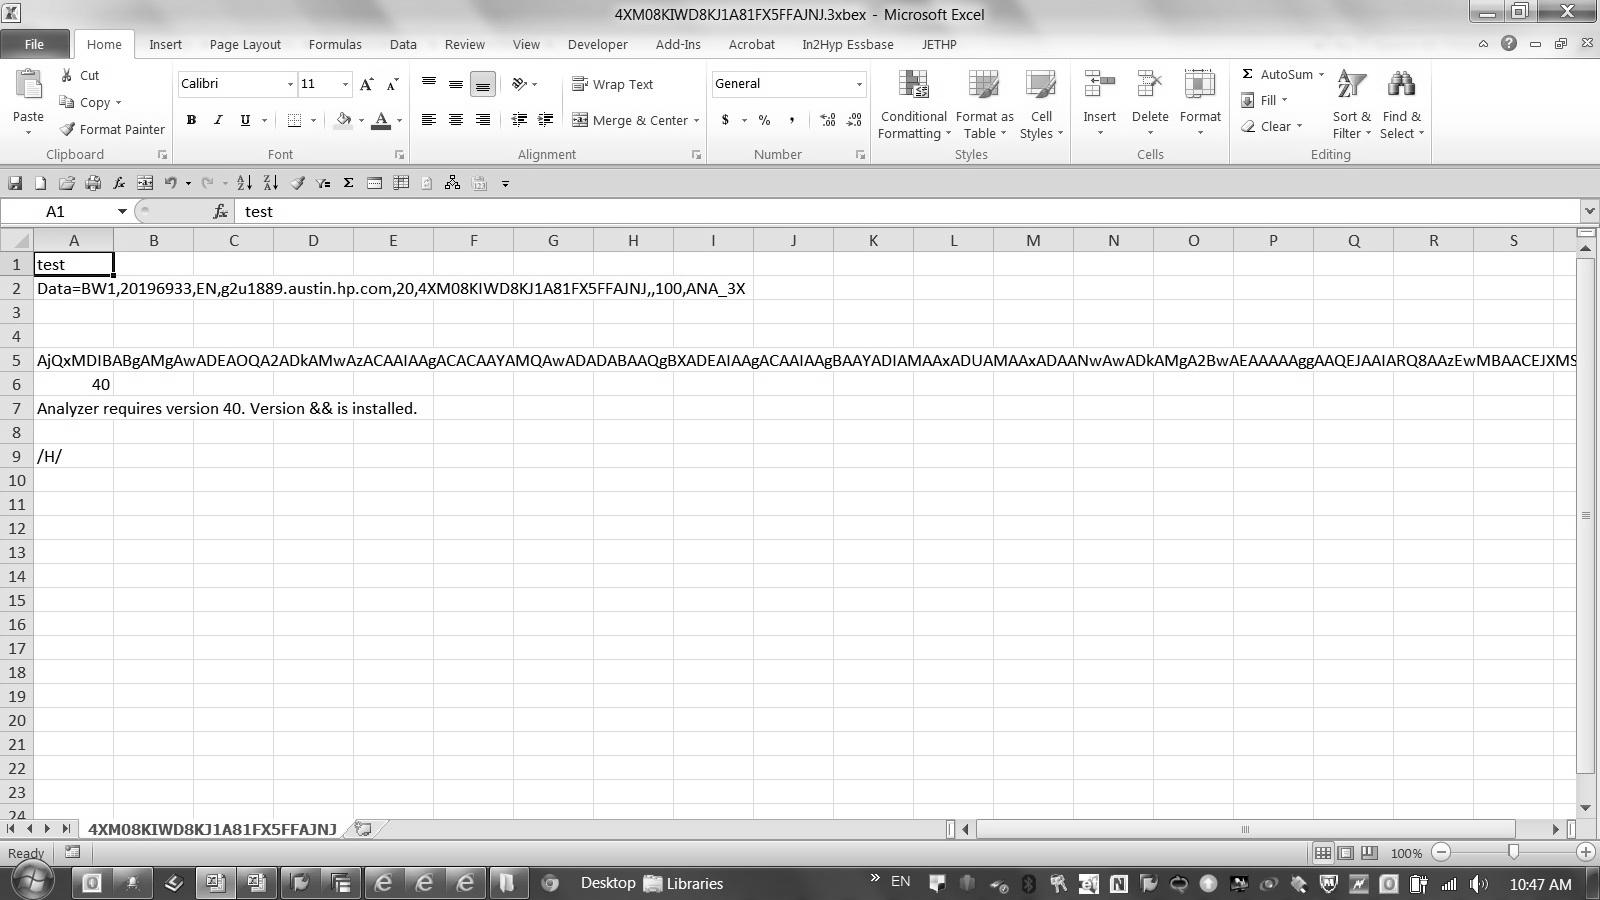 4XM08KIWD8KJ1A81FX5FFAJNJ.3xbex - Microsoft Excel
File Home Insert Page Layout Formulas Data Review View Developer Add-Ins Acrobat In2Hyp Essbase JETHP
Paste Cut Copy Format Painter
Calibri 11
B I U A
Wrap Text
Merge & Center
General
$ % ,
Conditional Formatting Format as Table Cell Styles
Insert Delete Format
Σ AutoSum Fill Clear
Sort & Filter Find & Select
Clipboard Font Alignment Number Styles Cells Editing
A1 fx test
A B C D E F G H I J K L M N O P Q R S
1 test
2 Data=BW1,20196933,EN,g2u1889.austin.hp.com,20,4XM08KIWD8KJ1A81FX5FFAJNJ,,100,ANA_3X
3
4
5 AjQxMDIBABgAMgAwADEAOQA2ADkAMwAzACAAIAAgACACAAYAMQAwADADABAAQgBXADEAIAAgACAAIAAgBAAYADIAMAAxADUAMAAxADAANwAwADkAMgA2BwAEAAAAAggAAQEJAAIARQ8AAzEwMBAACEJXMS
6 40
7 Analyzer requires version 40. Version && is installed.
8
9 /H/
10
11
12
13
14
15
16
17
18
19
20
21
22
23
24
4XM08KIWD8KJ1A81FX5FFAJNJ
Ready 100%
Desktop Libraries » EN 10:47 AM